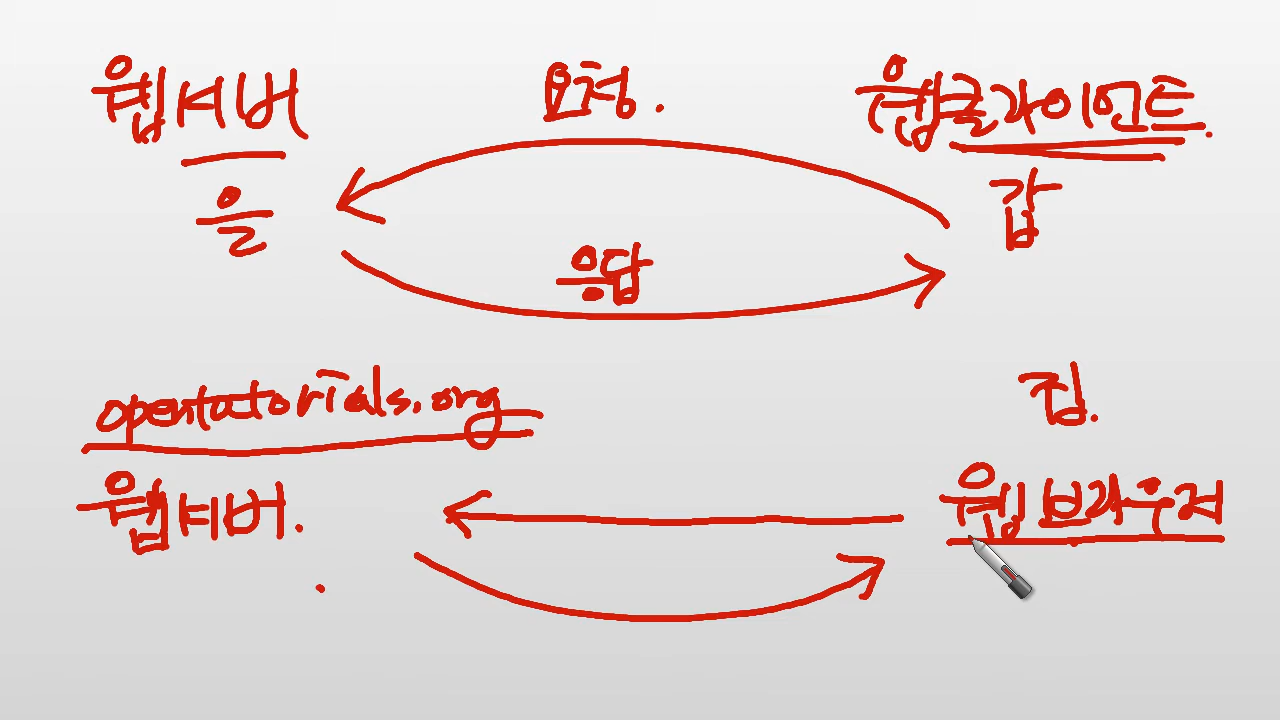 웹서버 요청. 웹클라이언트.
을 갑
응답
opentatorials.org 집.
웹서버. 웹브라우저